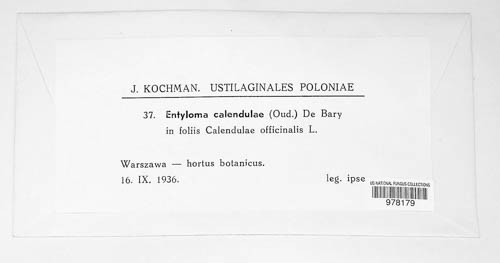 J. KOCHMAN. USTILAGINALES POLONIAE
37. Entyloma calendulae (Oud.) De Bary
in foliis Calendulae officinalis L.
Warszawa — hortus botanicus.
16. IX. 1936. leg. ipse
US NATIONAL FUNGUS COLLECTIONS
978179